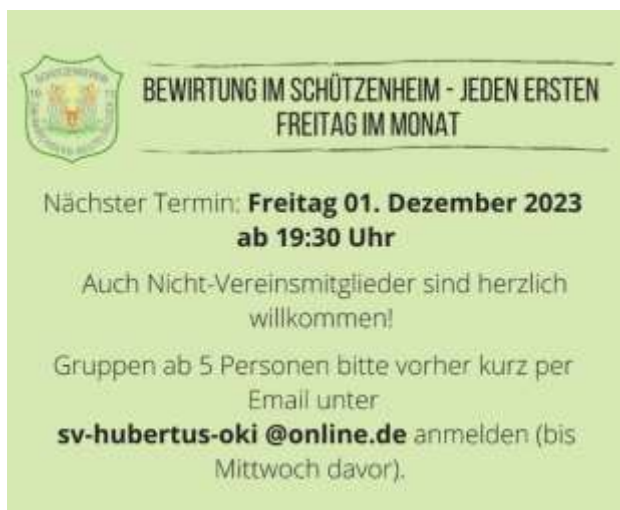 BEWIRTUNG IM SCHÜTZENHEIM - JEDEN ERSTEN
FREITAG IM MONAT
Nächster Termin: Freitag 01. Dezember 2023
ab 19:30 Uhr
Auch Nicht-Vereinsmitglieder sind herzlich
willkommen!
Gruppen ab 5 Personen bitte vorher kurz per
Email unter
sv-hubertus-oki @online.de anmelden (bis
Mittwoch davor).